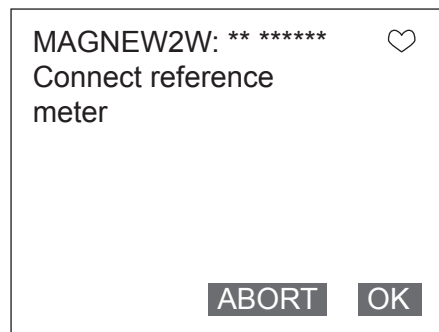 MAGNEW2W: ** ******
Connect reference
meter
ABORT OK